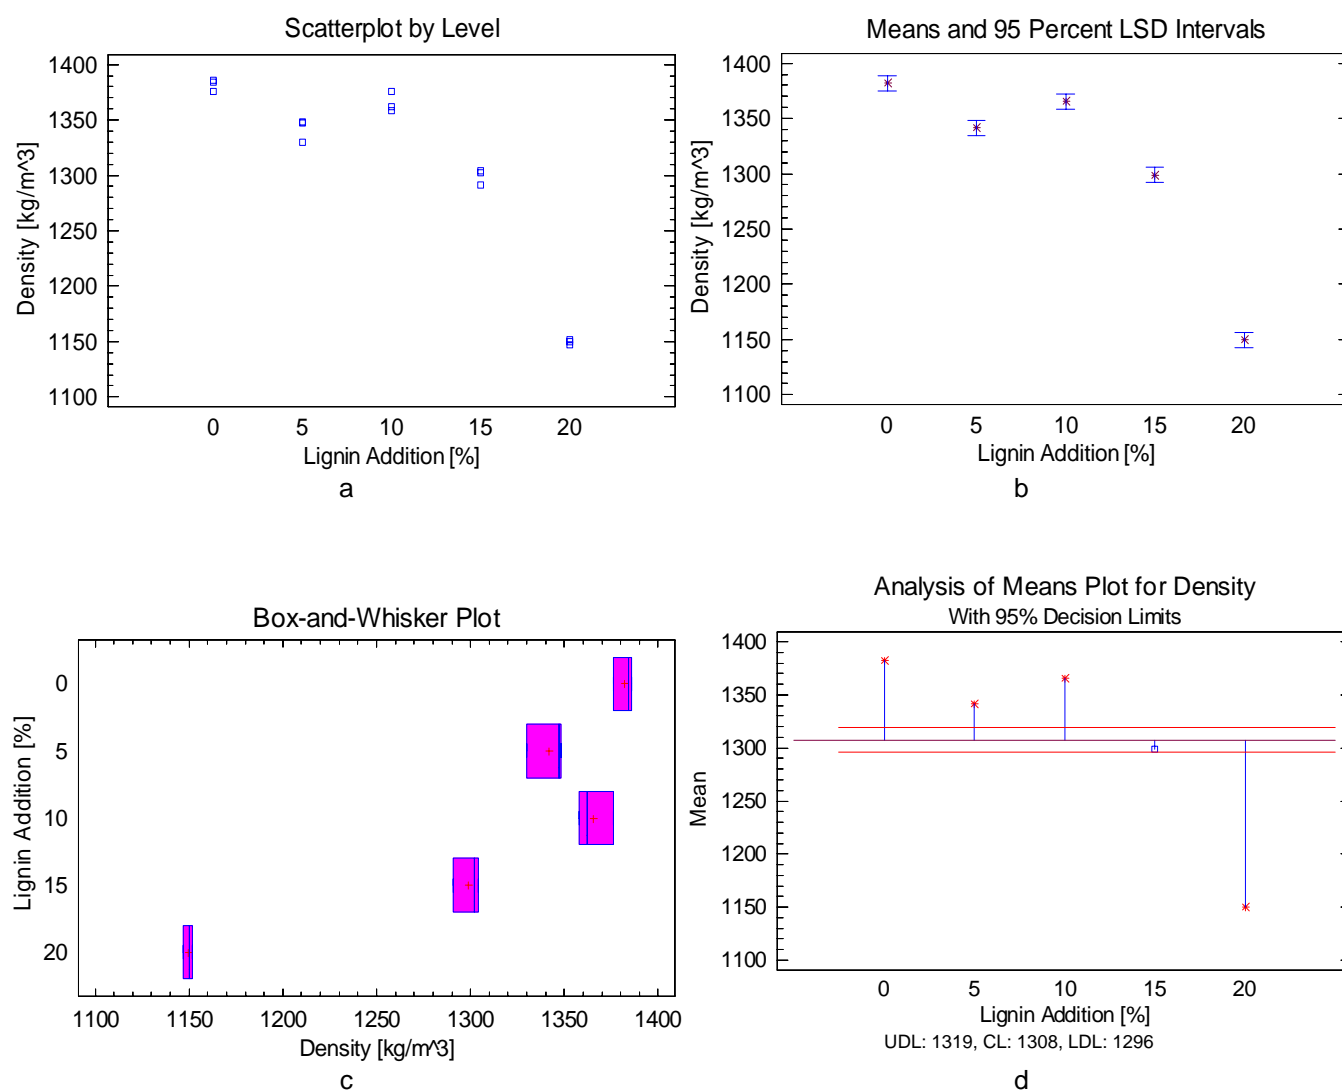 Scatterplot by Level
Density [kg/m^3]
1400
1350
1300
1250
1200
1150
1100
0 5 10 15 20
Lignin Addition [%]
a
Means and 95 Percent LSD Intervals
Density [kg/m^3]
1400
1350
1300
1250
1200
1150
1100
0 5 10 15 20
Lignin Addition [%]
b
Box-and-Whisker Plot
Lignin Addition [%]
0
5
10
15
20
1100 1150 1200 1250 1300 1350 1400
Density [kg/m^3]
c
Analysis of Means Plot for Density
With 95% Decision Limits
Mean
1400
1350
1300
1250
1200
1150
1100
0 5 10 15 20
Lignin Addition [%]
UDL: 1319, CL: 1308, LDL: 1296
d